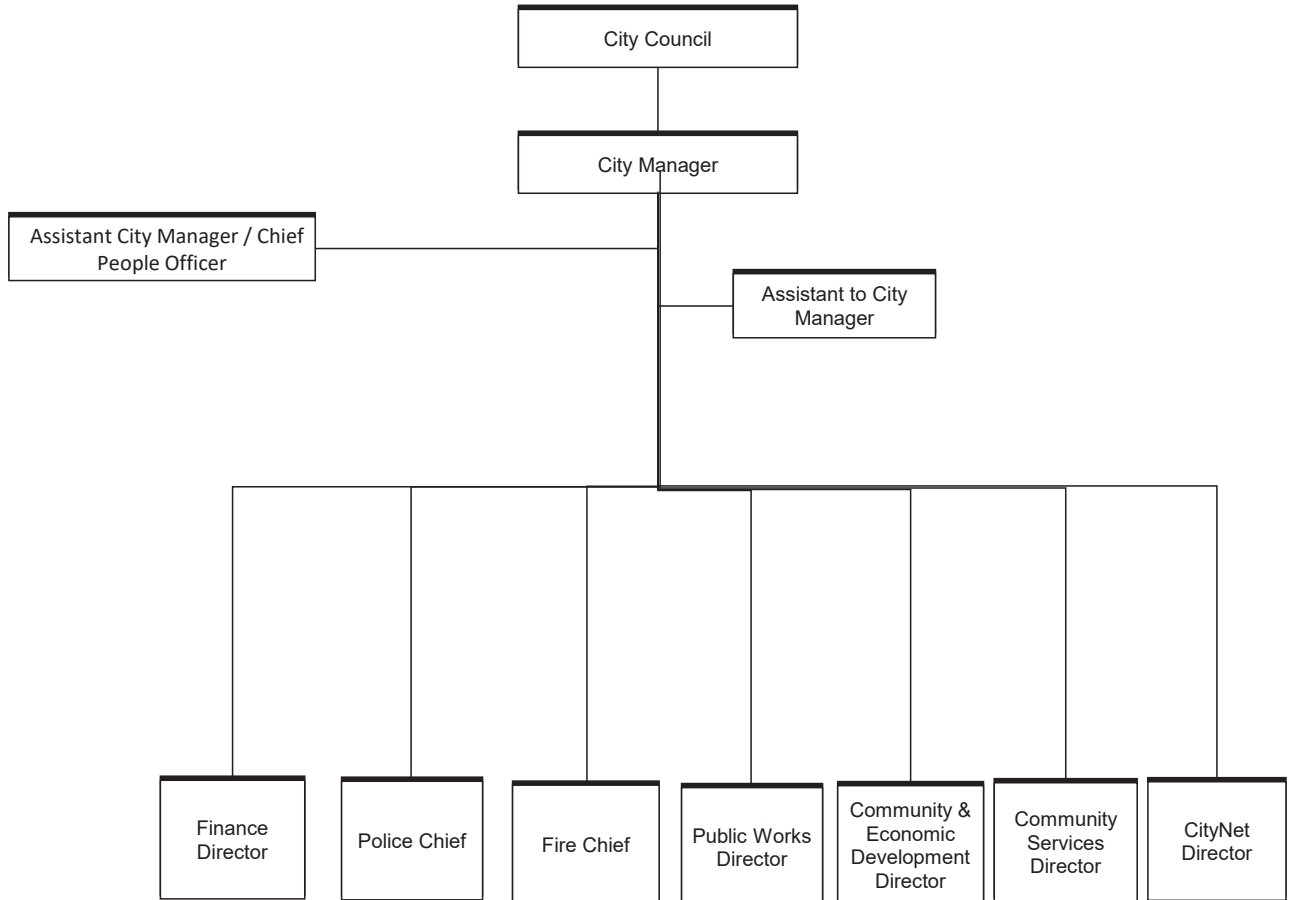 City Council
City Manager
Assistant City Manager / Chief
People Officer
Assistant to City
Manager
Finance
Director
Police Chief
Fire Chief
Public Works
Director
Community &
Economic
Development
Director
Community
Services
Director
CityNet
Director